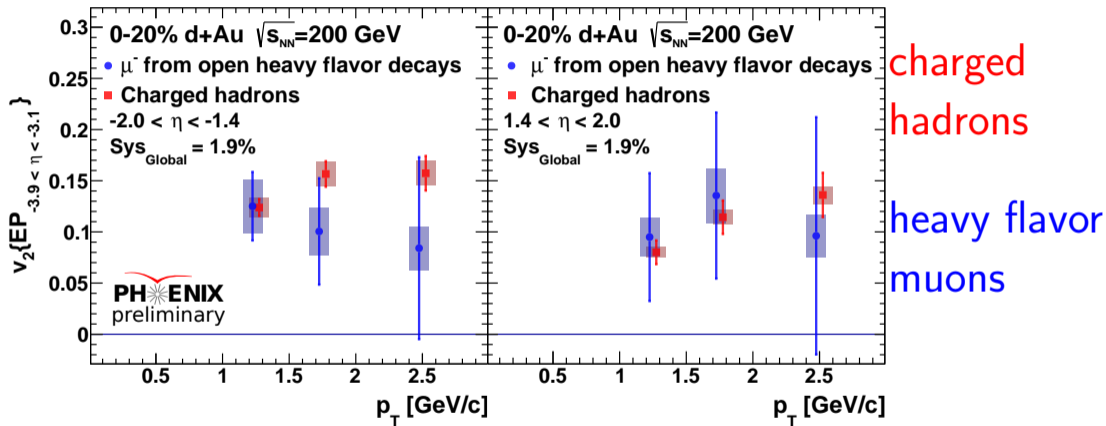 0-20% d+Au √s_NN=200 GeV
μ⁻ from open heavy flavor decays
Charged hadrons
-2.0 < η < -1.4
Sys_Global = 1.9%
PHENIX
preliminary
v₂{EP_-3.9 < η < -3.1}
0.3
0.25
0.2
0.15
0.1
0.05
0
0.5 1 1.5 2 2.5
p_T [GeV/c]
0-20% d+Au √s_NN=200 GeV
μ⁻ from open heavy flavor decays
Charged hadrons
1.4 < η < 2.0
Sys_Global = 1.9%
0.5 1 1.5 2 2.5
p_T [GeV/c]
charged
hadrons
heavy flavor
muons